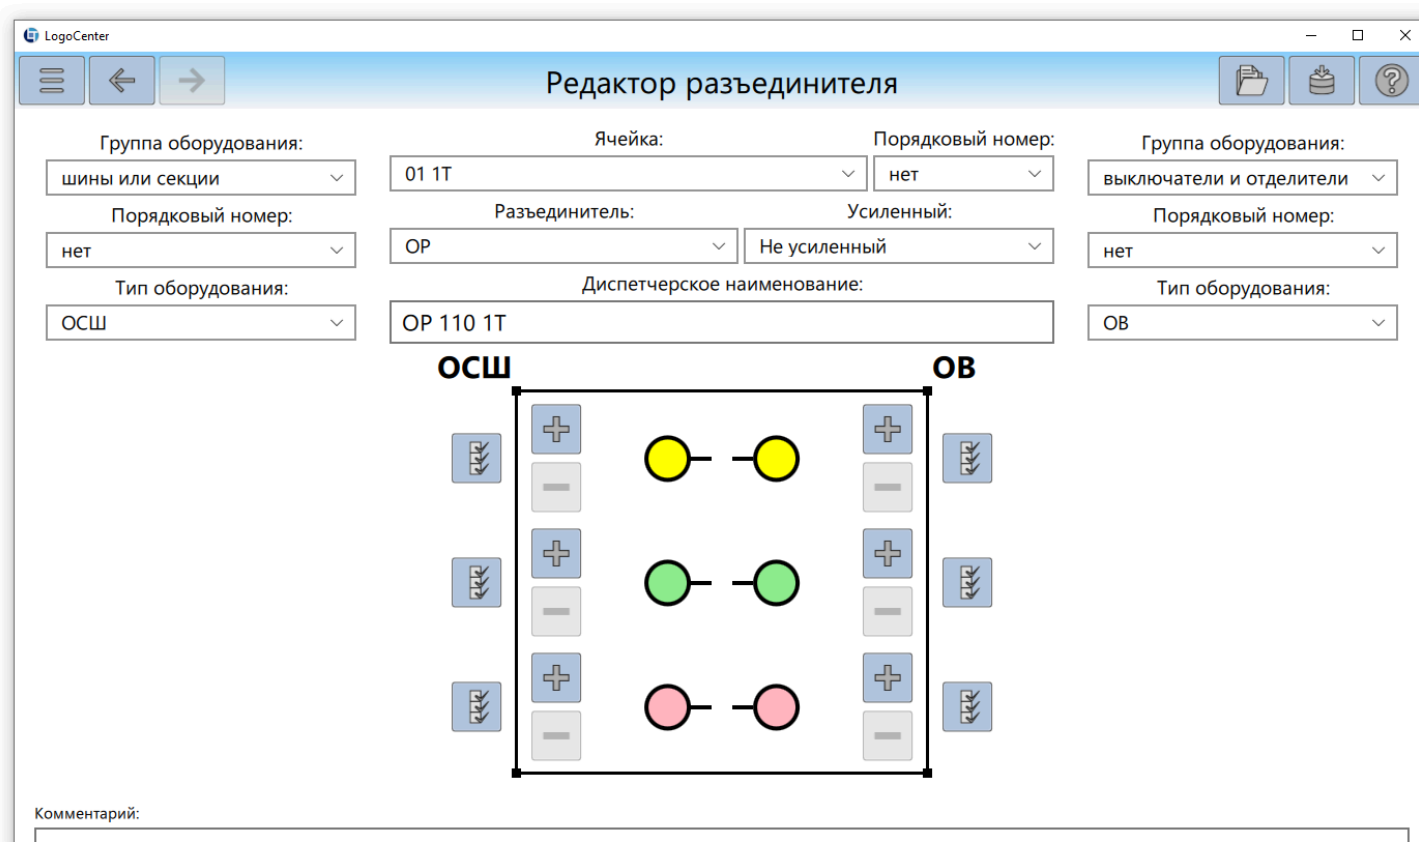 LogoCenter
Редактор разъединителя
Группа оборудования:
шины или секции
Порядковый номер:
нет
Тип оборудования:
ОСШ
Ячейка:
01 1Т
Порядковый номер:
нет
Разъединитель:
ОР
Усиленный:
Не усиленный
Диспетчерское наименование:
ОР 110 1Т
Группа оборудования:
выключатели и отделители
Порядковый номер:
нет
Тип оборудования:
ОВ
ОСШ
ОВ
Комментарий: